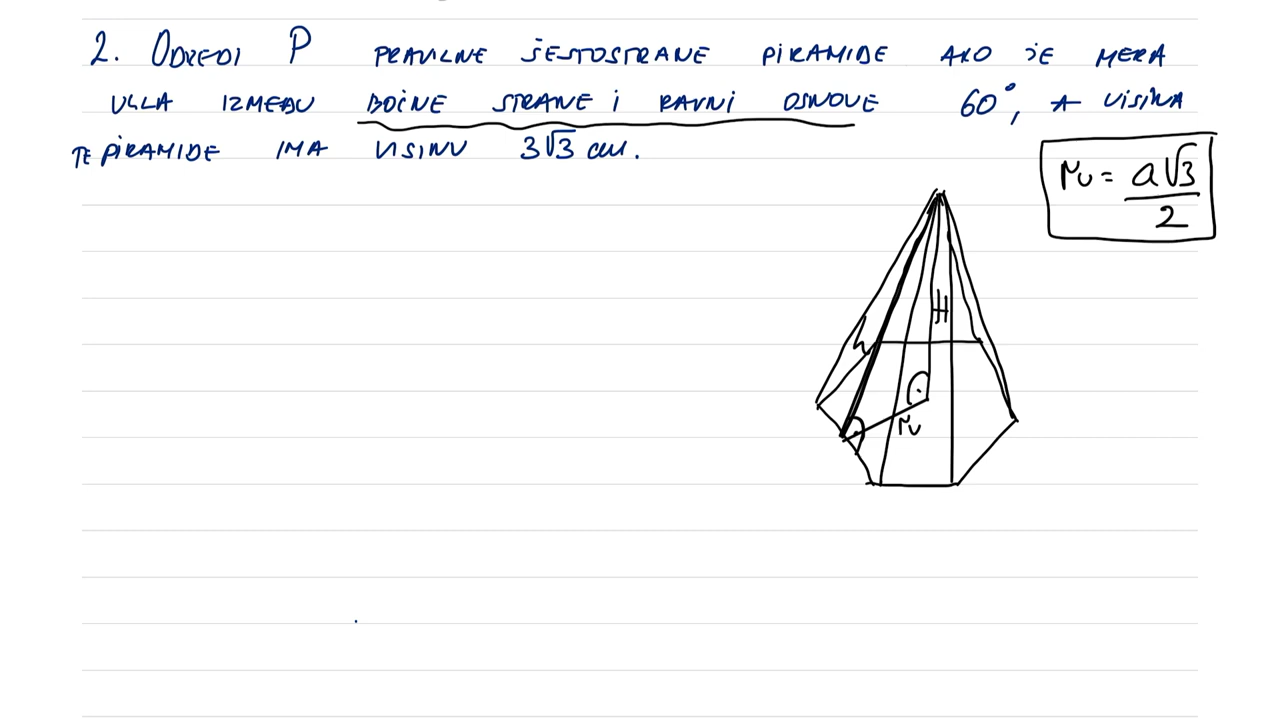 2. ODREDI P PRAVILNE ŠESTOSTRANE PIRAMIDE AKO JE MERA
UGLA IZMEĐU BOČNE STRANE I RAVNI OSNOVE 60°, A VISINA
TE PIRAMIDE IMA VISINU 3√3 cm.
ru = a√3/2
H
h
ru